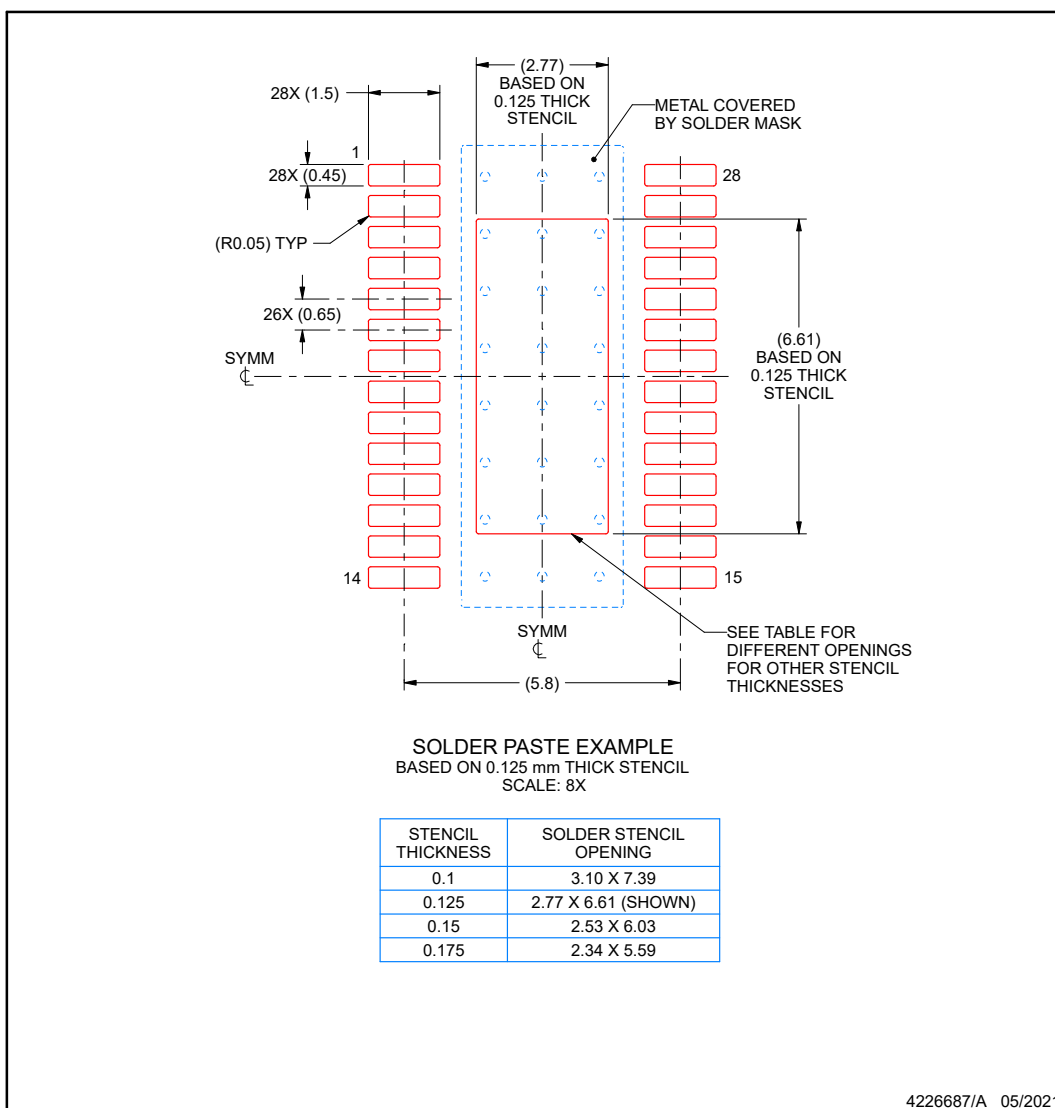 (2.77)
BASED ON
0.125 THICK
STENCIL
28X (1.5)
METAL COVERED
BY SOLDER MASK
1
28X (0.45)
28
(R0.05) TYP
26X (0.65)
SYMM
℄
(6.61)
BASED ON
0.125 THICK
STENCIL
14
15
SYMM
℄
SEE TABLE FOR
DIFFERENT OPENINGS
FOR OTHER STENCIL
THICKNESSES
(5.8)
SOLDER PASTE EXAMPLE
BASED ON 0.125 mm THICK STENCIL
SCALE: 8X
STENCIL
THICKNESS
SOLDER STENCIL
OPENING
0.1
3.10 X 7.39
0.125
2.77 X 6.61 (SHOWN)
0.15
2.53 X 6.03
0.175
2.34 X 5.59
4226687/A 05/2021